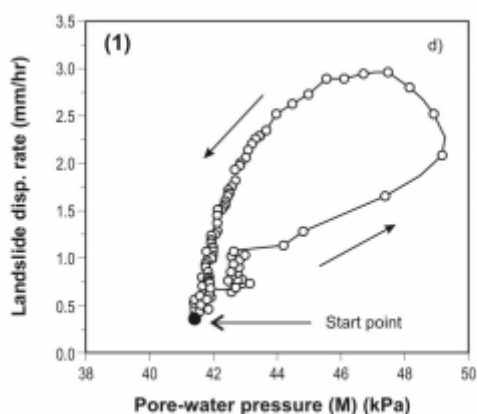 (1)
d)
3.5
3.0
2.5
2.0
1.5
1.0
0.5
0.0
Landslide disp. rate (mm/hr)
Start point
38 40 42 44 46 48 50
Pore-water pressure (M) (kPa)